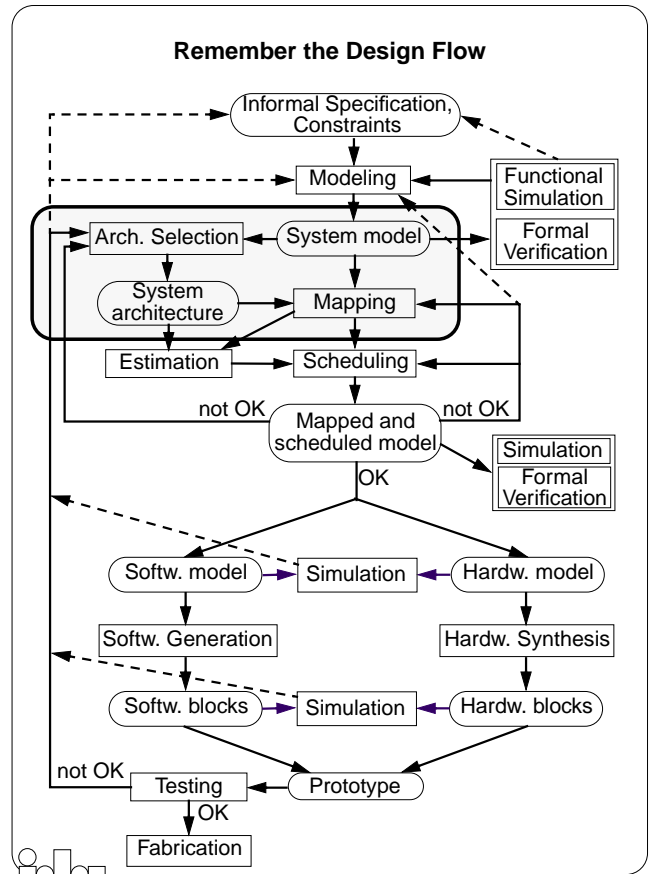 Remember the Design Flow
Informal Specification,
Constraints
Modeling
Functional
Simulation
Arch. Selection
System model
Formal
Verification
System
architecture
Mapping
Estimation
Scheduling
not OK
not OK
Mapped and
scheduled model
Simulation
Formal
Verification
OK
Softw. model
Simulation
Hardw. model
Softw. Generation
Hardw. Synthesis
Softw. blocks
Simulation
Hardw. blocks
not OK
Testing
Prototype
OK
Fabrication